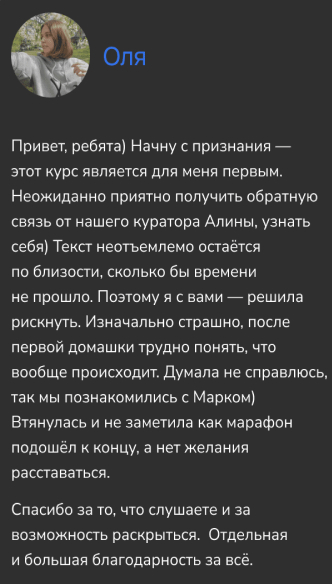 Оля
Привет, ребята) Начну с признания —
этот курс является для меня первым.
Неожиданно приятно получить обратную
связь от нашего куратора Алины, узнать
себя) Текст неотъемлемо остаётся
по близости, сколько бы времени
не прошло. Поэтому я с вами — решила
рискнуть. Изначально страшно, после
первой домашки трудно понять, что
вообще происходит. Думала не справлюсь,
так мы познакомились с Марком)
Втянулась и не заметила как марафон
подошёл к концу, а нет желания
расставаться.
Спасибо за то, что слушаете и за
возможность раскрыться. Отдельная
и большая благодарность за всё.